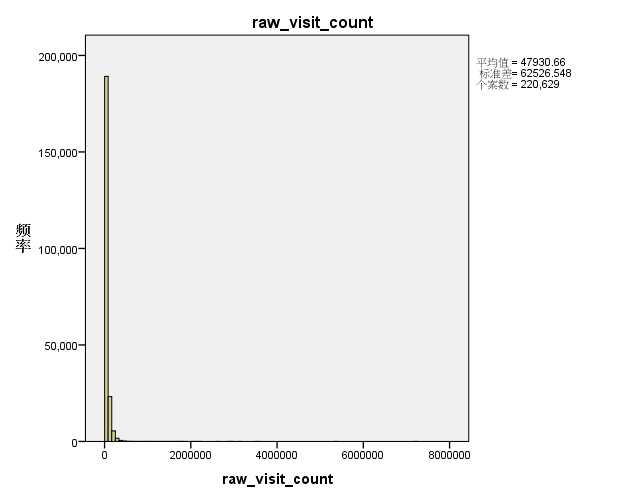 raw_visit_count
平均值 = 47930.66
标准差= 62526.548
个案数 = 220,629
200,000
150,000
100,000
50,000
0
频率
0 2000000 4000000 6000000 8000000
raw_visit_count